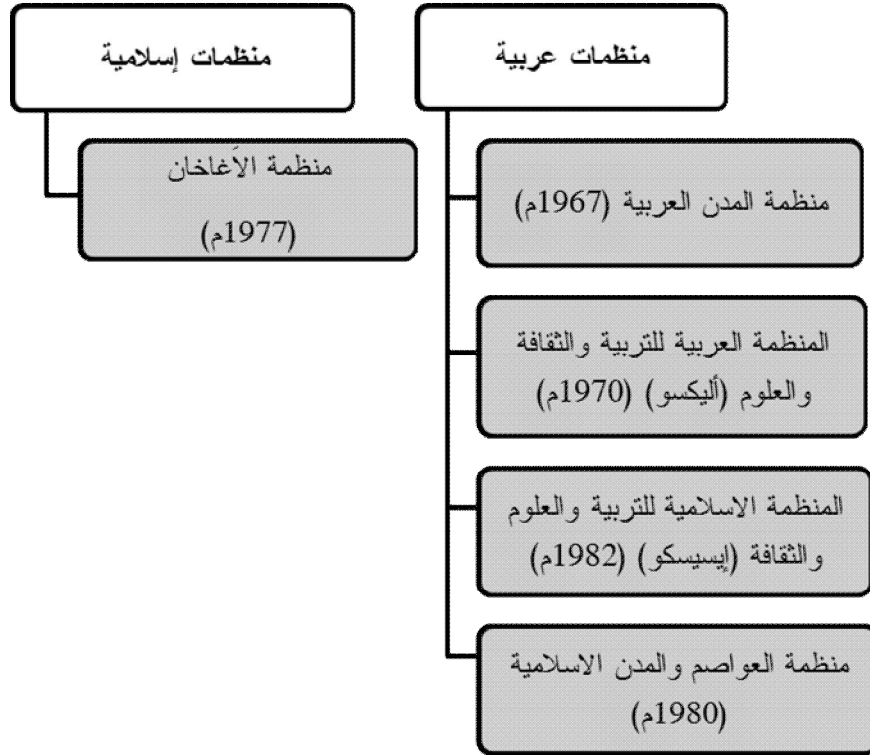 منظمات عربية
منظمة المدن العربية (1967م)
المنظمة العربية للتربية والثقافة
والعلوم (أليكسو) (1970م)
المنظمة الاسلامية للتربية والعلوم
والثقافة (إيسيسكو) (1982م)
منظمة العواصم والمدن الاسلامية
(1980م)
منظمات إسلامية
منظمة الأغاخان
(1977م)